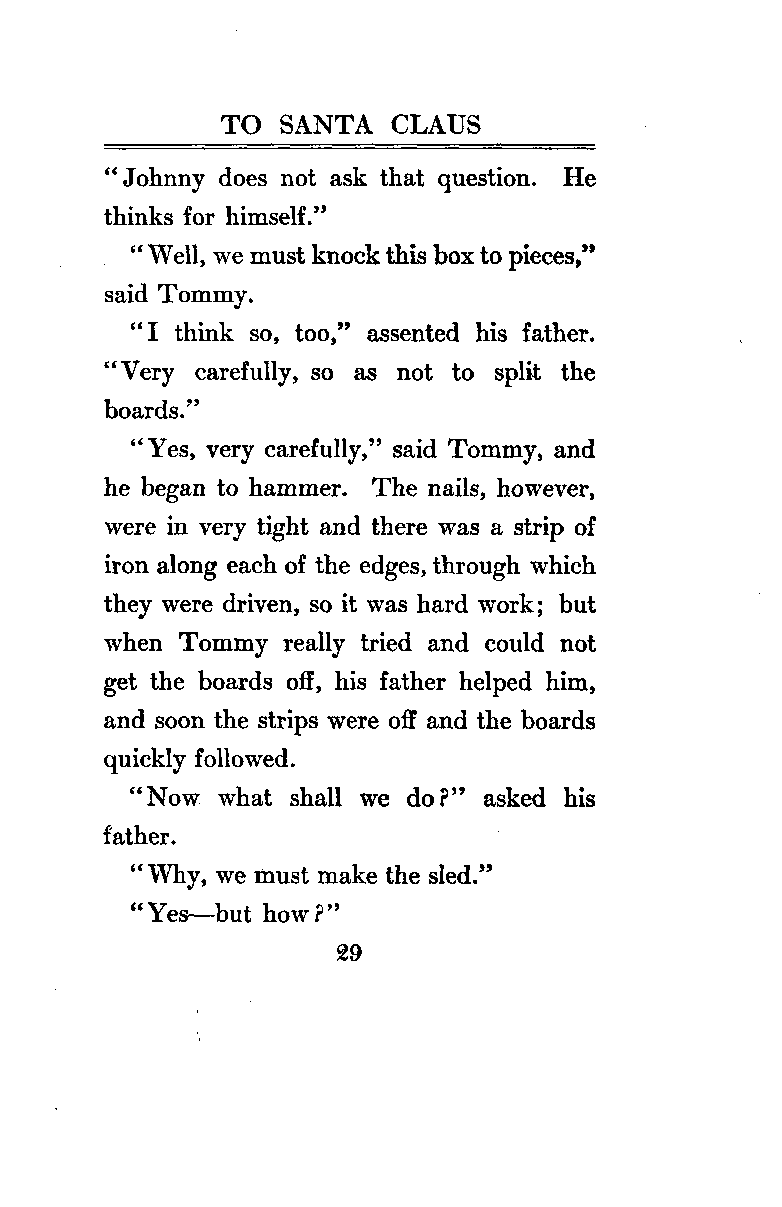 TO SANTA CLAUS
“Johnny does not ask that question. He
thinks for himself.”
“Well, we must knock this box to pieces,”
said Tommy.
“I think so, too,” assented his father.
“Very carefully, so as not to split the
boards.”
“Yes, very carefully,” said Tommy, and
he began to hammer. The nails, however,
were in very tight and there was a strip of
iron along each of the edges, through which
they were driven, so it was hard work; but
when Tommy really tried and could not
get the boards off, his father helped him,
and soon the strips were off and the boards
quickly followed.
“Now what shall we do?” asked his
father.
“Why, we must make the sled.”
“Yes—but how?”
29